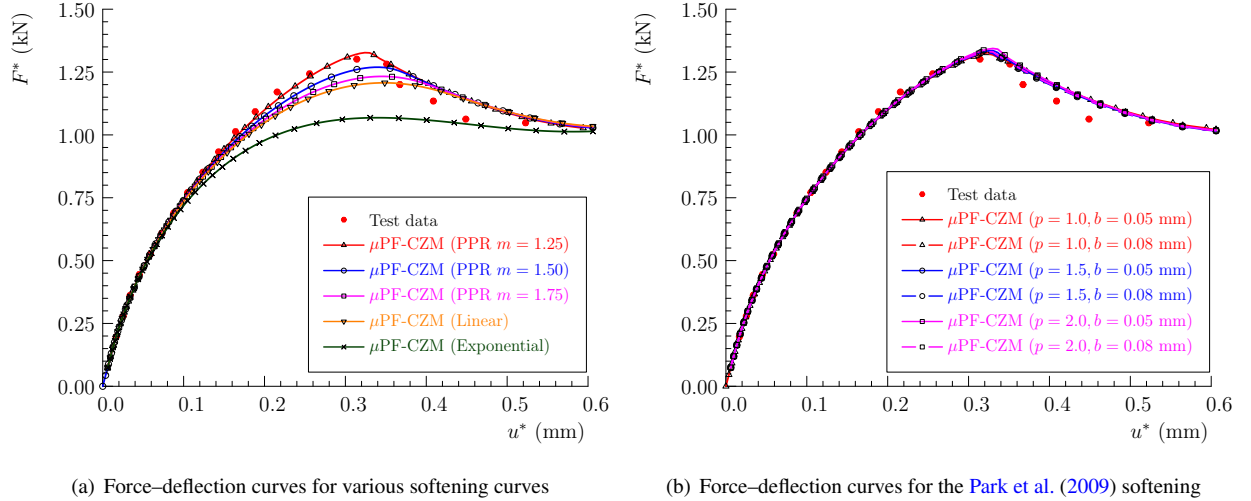 F* (kN)
1.50
1.25
1.00
0.75
0.50
0.25
0.00
0.0 0.1 0.2 0.3 0.4 0.5 0.6
u* (mm)
Test data
μPF-CZM (PPR m = 1.25)
μPF-CZM (PPR m = 1.50)
μPF-CZM (PPR m = 1.75)
μPF-CZM (Linear)
μPF-CZM (Exponential)
(a) Force–deflection curves for various softening curves
F* (kN)
1.50
1.25
1.00
0.75
0.50
0.25
0.00
0.0 0.1 0.2 0.3 0.4 0.5 0.6
u* (mm)
Test data
μPF-CZM (p = 1.0, b = 0.05 mm)
μPF-CZM (p = 1.0, b = 0.08 mm)
μPF-CZM (p = 1.5, b = 0.05 mm)
μPF-CZM (p = 1.5, b = 0.08 mm)
μPF-CZM (p = 2.0, b = 0.05 mm)
μPF-CZM (p = 2.0, b = 0.08 mm)
(b) Force–deflection curves for the Park et al. (2009) softening